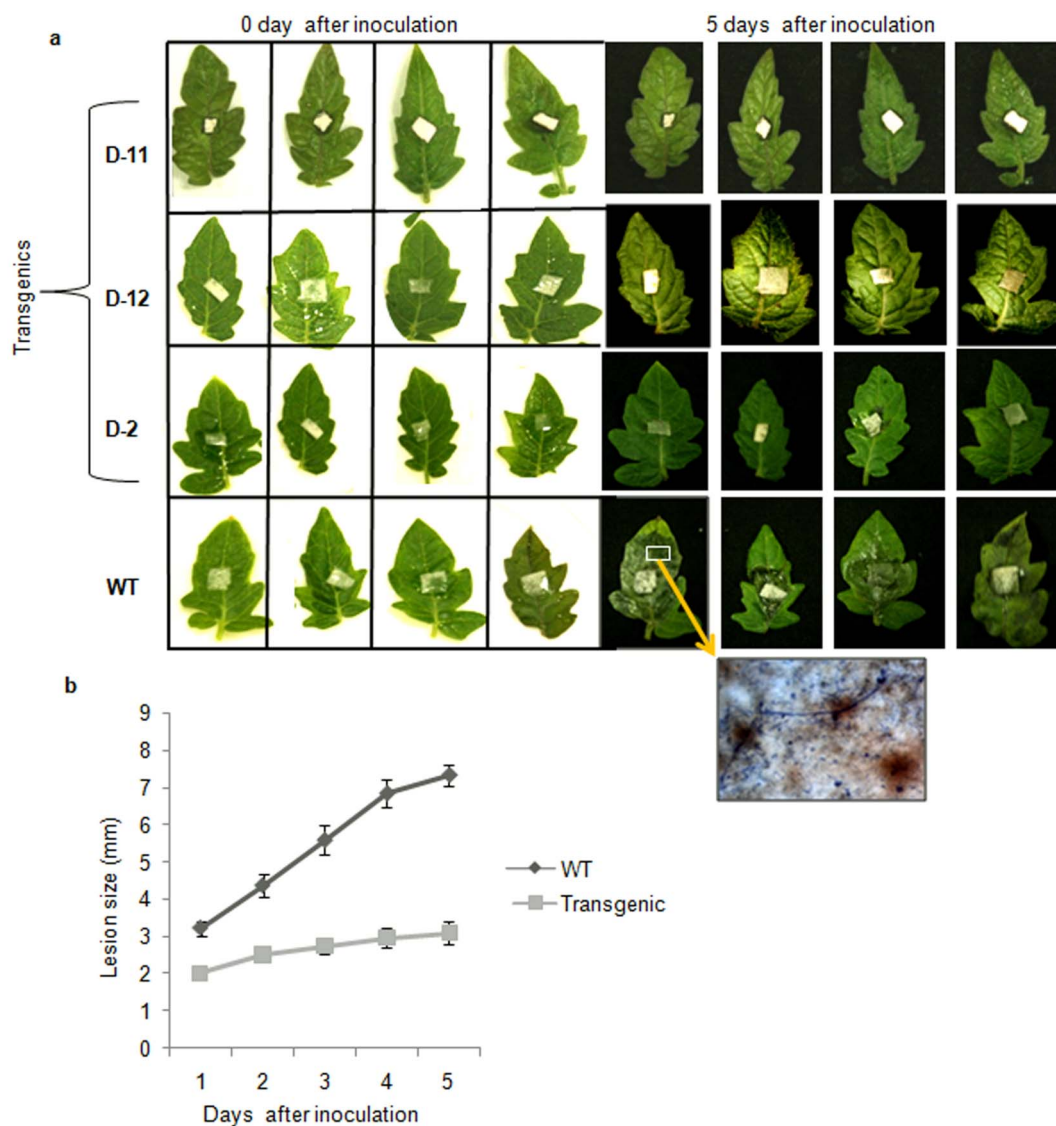 0 day after inoculation 5 days after inoculation
a
D-11
Transgenics
D-12
D-2
WT
b
9
8
7
6
5
4
3
2
1
0
Lesion size (mm)
WT
Transgenic
1 2 3 4 5
Days after inoculation